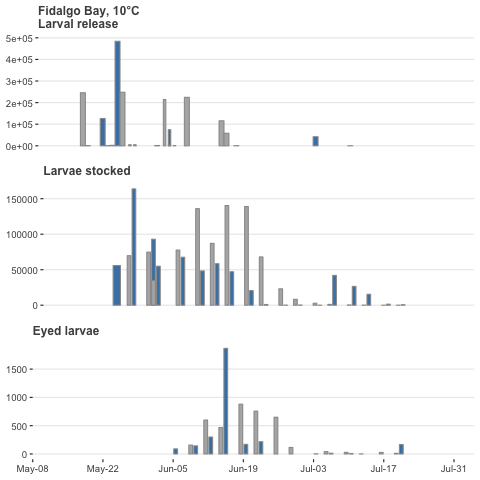 Fidalgo Bay, 10°C
Larval release
5e+05
4e+05
3e+05
2e+05
1e+05
0e+00
Larvae stocked
150000
100000
50000
0
Eyed larvae
1500
1000
500
0
May-08 May-22 Jun-05 Jun-19 Jul-03 Jul-17 Jul-31